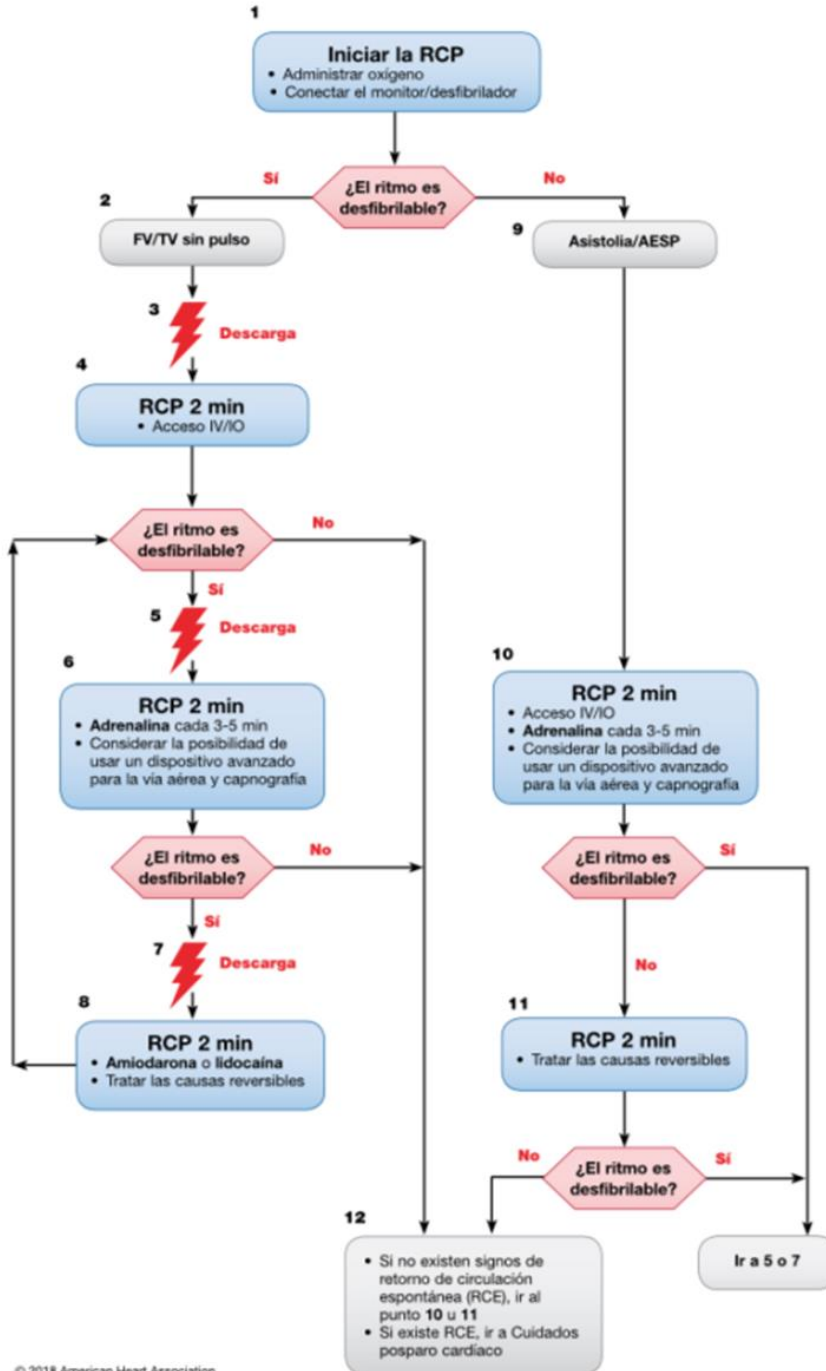 1
Iniciar la RCP
• Administrar oxígeno
• Conectar el monitor/desfibrilador
¿El ritmo es
desfibrilable?
Sí
No
2
FV/TV sin pulso
9
Asistolia/AESP
3
Descarga
4
RCP 2 min
• Acceso IV/IO
¿El ritmo es
desfibrilable?
No
Sí
5
Descarga
6
RCP 2 min
• Adrenalina cada 3-5 min
• Considerar la posibilidad de
usar un dispositivo avanzado
para la vía aérea y capnografía
¿El ritmo es
desfibrilable?
No
Sí
7
Descarga
8
RCP 2 min
• Amiodarona o lidocaína
• Tratar las causas reversibles
10
RCP 2 min
• Acceso IV/IO
• Adrenalina cada 3-5 min
• Considerar la posibilidad de
usar un dispositivo avanzado
para la vía aérea y capnografía
¿El ritmo es
desfibrilable?
Sí
No
11
RCP 2 min
• Tratar las causas reversibles
¿El ritmo es
desfibrilable?
No
Sí
12
• Si no existen signos de
retorno de circulación
espontánea (RCE), ir al
punto 10 u 11
• Si existe RCE, ir a Cuidados
posparo cardíaco
Ir a 5 o 7
© 2018 American Heart Association